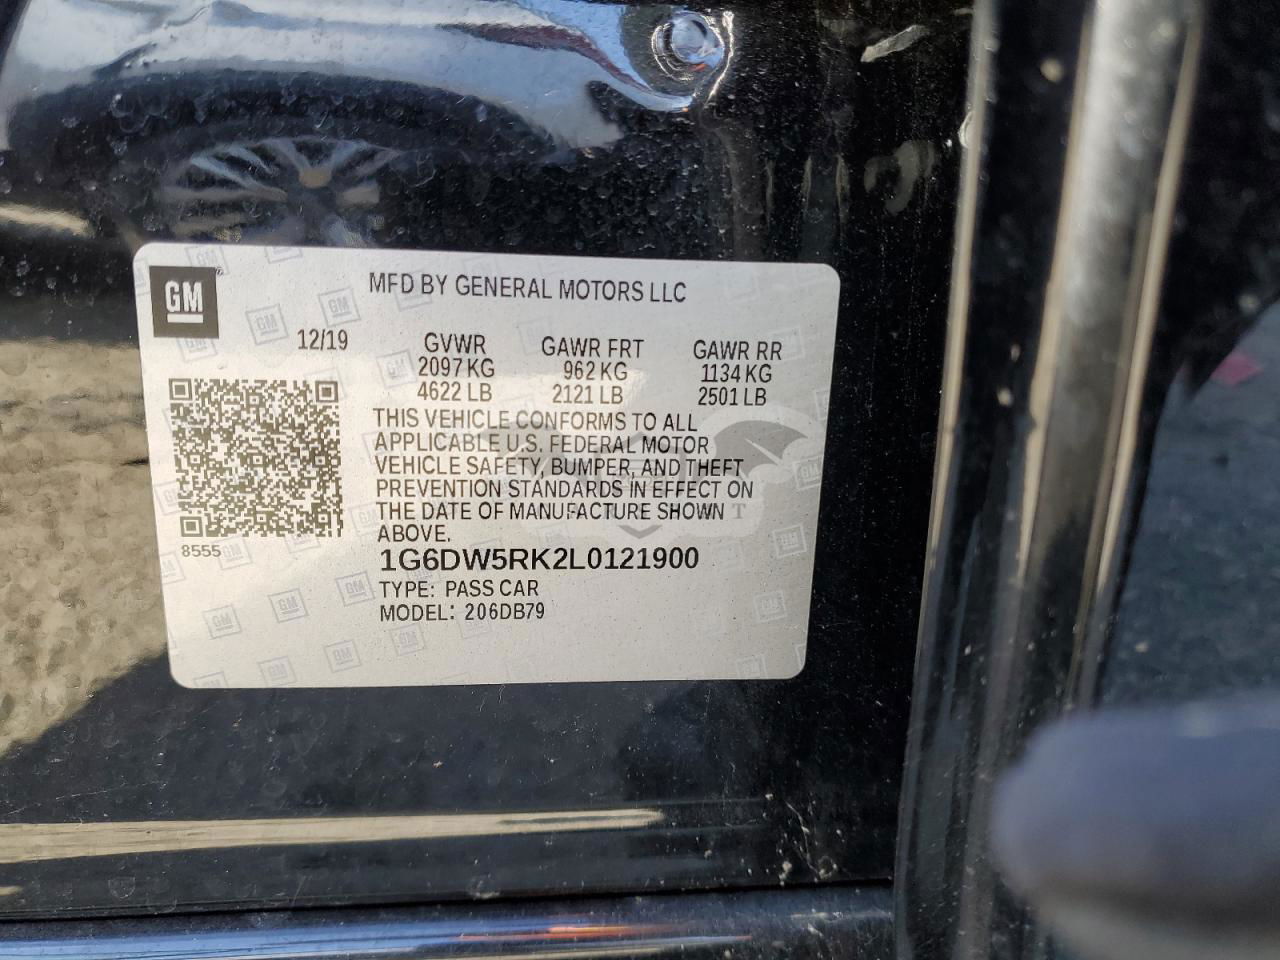 GM
MFD BY GENERAL MOTORS LLC
12/19
GVWR GAWR FRT GAWR RR
2097 KG 962 KG 1134 KG
4622 LB 2121 LB 2501 LB
THIS VEHICLE CONFORMS TO ALL
APPLICABLE U.S. FEDERAL MOTOR
VEHICLE SAFETY, BUMPER, AND THEFT
PREVENTION STANDARDS IN EFFECT ON
THE DATE OF MANUFACTURE SHOWN
ABOVE.
8555
1G6DW5RK2L0121900
TYPE: PASS CAR
MODEL: 206DB79